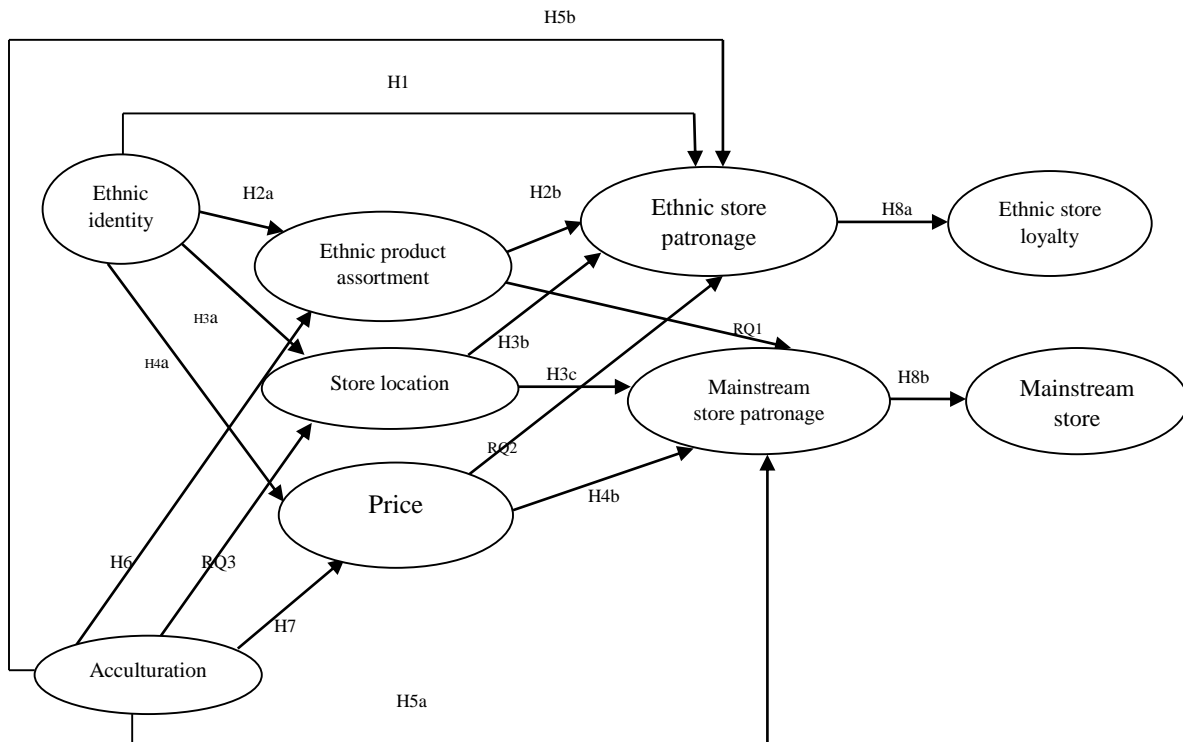 H5b
H1
Ethnic
identity
H2a
H2b
Ethnic store
patronage
H8a
Ethnic store
loyalty
Ethnic product
assortment
H3a
H4a
H3b
RQ1
Store location
H3c
Mainstream
store patronage
H8b
Mainstream
store
RQ2
Price
H4b
H6
RQ3
H7
Acculturation
H5a